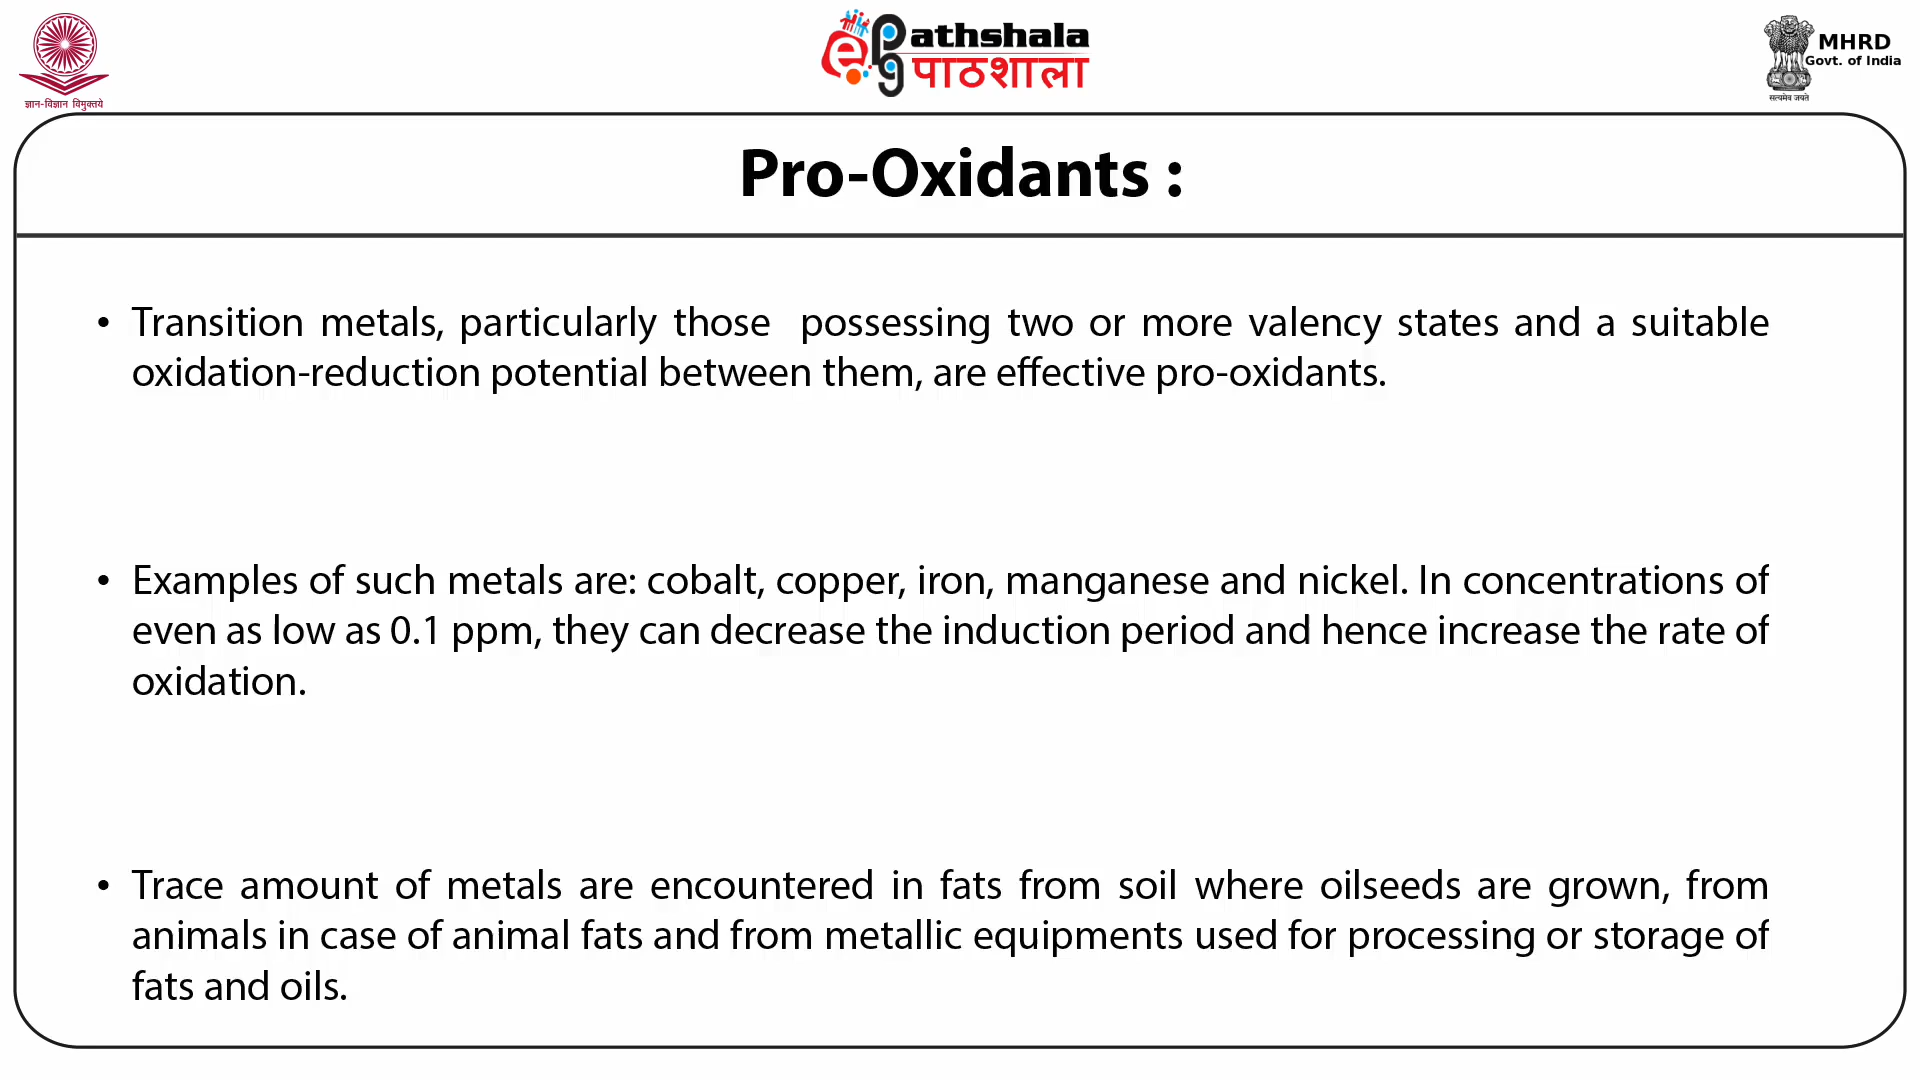 ज्ञान-विज्ञान विमुक्तये
e Pg athshala
पाठशाला
सत्यमेव जयते
MHRD
Govt. of India
Pro-Oxidants :
• Transition metals, particularly those possessing two or more valency states and a suitable
oxidation-reduction potential between them, are effective pro-oxidants.
• Examples of such metals are: cobalt, copper, iron, manganese and nickel. In concentrations of
even as low as 0.1 ppm, they can decrease the induction period and hence increase the rate of
oxidation.
• Trace amount of metals are encountered in fats from soil where oilseeds are grown, from
animals in case of animal fats and from metallic equipments used for processing or storage of
fats and oils.